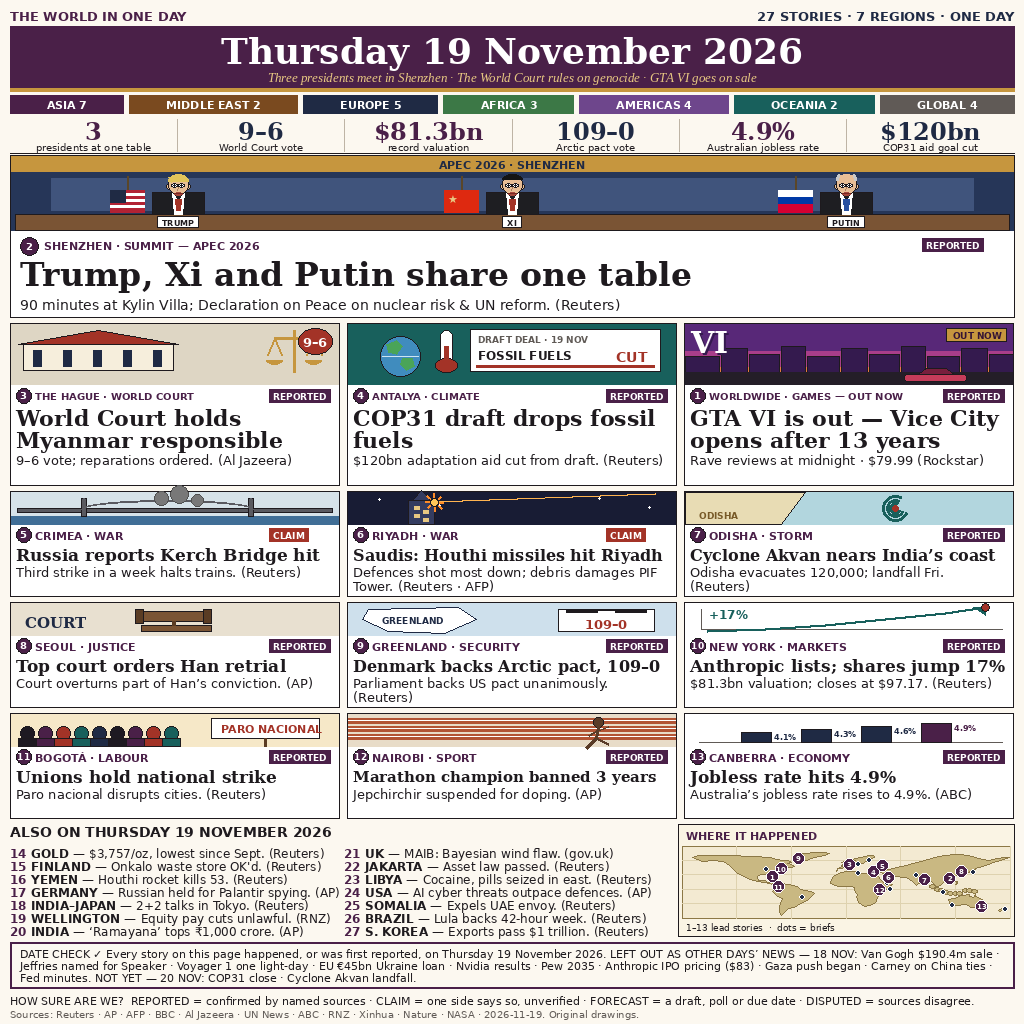 THE WORLD IN ONE DAY
27 STORIES · 7 REGIONS · ONE DAY
Thursday 19 November 2026
Three presidents meet in Shenzhen · The World Court rules on genocide · GTA VI goes on sale
ASIA 7
MIDDLE EAST 2
EUROPE 5
AFRICA 3
AMERICAS 4
OCEANIA 2
GLOBAL 4
3
presidents at one table
9–6
World Court vote
$81.3bn
record valuation
109–0
Arctic pact vote
4.9%
Australian jobless rate
$120bn
COP31 aid goal cut
APEC 2026 · SHENZHEN
TRUMP
XI
PUTIN
2 SHENZHEN · SUMMIT — APEC 2026
REPORTED
Trump, Xi and Putin share one table
90 minutes at Kylin Villa; Declaration on Peace on nuclear risk & UN reform. (Reuters)
9–6
3 THE HAGUE · WORLD COURT
REPORTED
World Court holds
Myanmar responsible
9–6 vote; reparations ordered. (Al Jazeera)
DRAFT DEAL · 19 NOV
FOSSIL FUELS
CUT
4 ANTALYA · CLIMATE
REPORTED
COP31 draft drops fossil
fuels
$120bn adaptation aid cut from draft. (Reuters)
VI
OUT NOW
1 WORLDWIDE · GAMES — OUT NOW
REPORTED
GTA VI is out — Vice City
opens after 13 years
Rave reviews at midnight · $79.99 (Rockstar)
5 CRIMEA · WAR
CLAIM
Russia reports Kerch Bridge hit
Third strike in a week halts trains. (Reuters)
6 RIYADH · WAR
CLAIM
Saudis: Houthi missiles hit Riyadh
Defences shot most down; debris damages PIF
Tower. (Reuters · AFP)
ODISHA
7 ODISHA · STORM
REPORTED
Cyclone Akvan nears India’s coast
Odisha evacuates 120,000; landfall Fri.
(Reuters)
COURT
8 SEOUL · JUSTICE
REPORTED
Top court orders Han retrial
Court overturns part of Han’s conviction. (AP)
GREENLAND
109–0
9 GREENLAND · SECURITY
REPORTED
Denmark backs Arctic pact, 109–0
Parliament backs US pact unanimously.
(Reuters)
+17%
10 NEW YORK · MARKETS
REPORTED
Anthropic lists; shares jump 17%
$81.3bn valuation; closes at $97.17. (Reuters)
PARO NACIONAL
11 BOGOTÁ · LABOUR
REPORTED
Unions hold national strike
Paro nacional disrupts cities. (Reuters)
12 NAIROBI · SPORT
REPORTED
Marathon champion banned 3 years
Jepchirchir suspended for doping. (AP)
4.1%
4.3%
4.6%
4.9%
13 CANBERRA · ECONOMY
REPORTED
Jobless rate hits 4.9%
Australia’s jobless rate rises to 4.9%. (ABC)
ALSO ON THURSDAY 19 NOVEMBER 2026
14 GOLD — $3,757/oz, lowest since Sept. (Reuters)
15 FINLAND — Onkalo waste store OK'd. (Reuters)
16 YEMEN — Houthi rocket kills 53. (Reuters)
17 GERMANY — Russian held for Palantir spying. (AP)
18 INDIA-JAPAN — 2+2 talks in Tokyo. (Reuters)
19 WELLINGTON — Equity pay cuts unlawful. (RNZ)
20 INDIA — ‘Ramayana’ tops ₹1,000 crore. (AP)
21 UK — MAIB: Bayesian wind flaw. (gov.uk)
22 JAKARTA — Asset law passed. (Reuters)
23 LIBYA — Cocaine, pills seized in east. (Reuters)
24 USA — AI cyber threats outpace defences. (AP)
25 SOMALIA — Expels UAE envoy. (Reuters)
26 BRAZIL — Lula backs 42-hour week. (Reuters)
27 S. KOREA — Exports pass $1 trillion. (Reuters)
WHERE IT HAPPENED
9
10
1
11
3
5
4
6
12
7
2
8
13
1–13 lead stories · dots = briefs
DATE CHECK ✓ Every story on this page happened, or was first reported, on Thursday 19 November 2026. LEFT OUT AS OTHER DAYS’ NEWS — 18 NOV: Van Gogh $190.4m sale ·
Jeffries named for Speaker · Voyager 1 one light-day · EU €45bn Ukraine loan · Nvidia results · Pew 2035 · Anthropic IPO pricing ($83) · Gaza push began · Carney on China ties ·
Fed minutes. NOT YET — 20 NOV: COP31 close · Cyclone Akvan landfall.
HOW SURE ARE WE? REPORTED = confirmed by named sources · CLAIM = one side says so, unverified · FORECAST = a draft, poll or due date · DISPUTED = sources disagree.
Sources: Reuters · AP · AFP · BBC · Al Jazeera · UN News · ABC · RNZ · Xinhua · Nature · NASA · 2026-11-19. Original drawings.